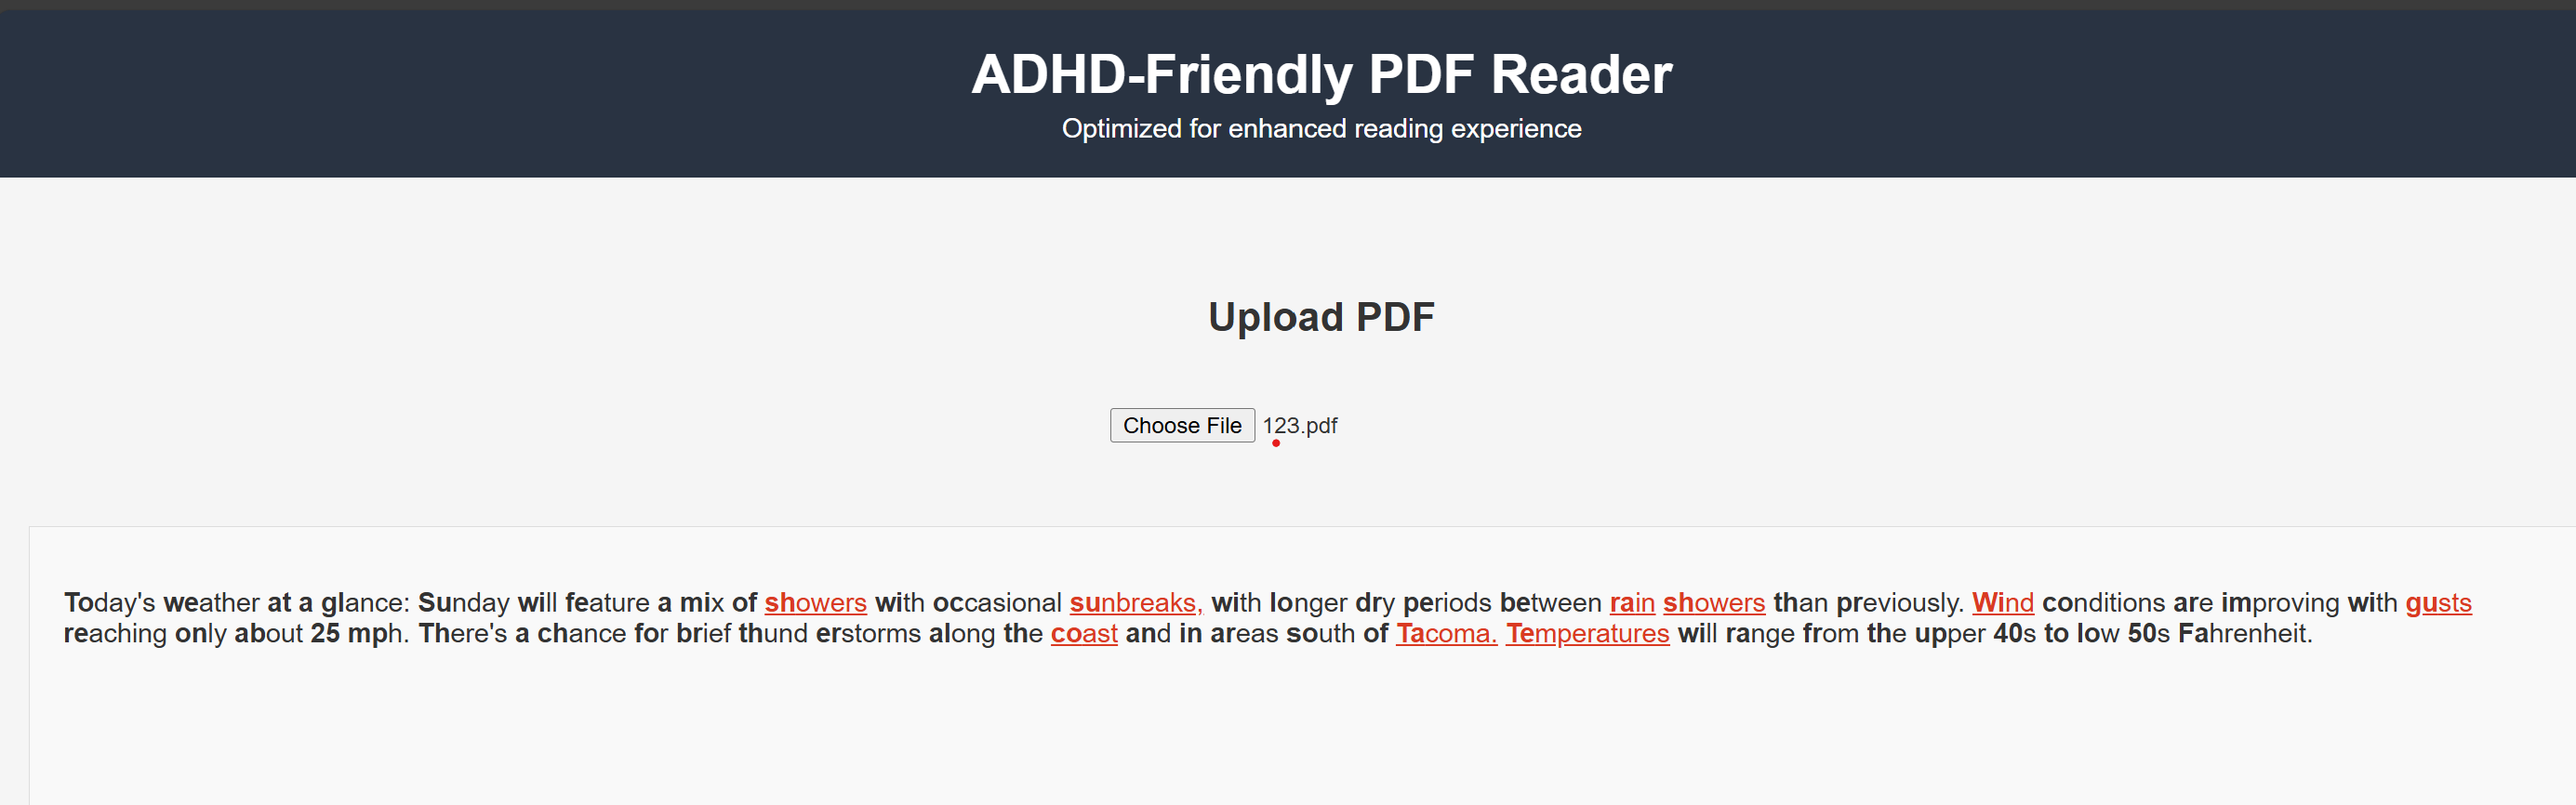 ADHD-Friendly PDF Reader
Optimized for enhanced reading experience
Upload PDF
Choose File 123.pdf
Today's weather at a glance: Sunday will feature a mix of showers with occasional sunbreaks, with longer dry periods between rain showers than previously. Wind conditions are improving with gusts
reaching only about 25 mph. There's a chance for brief thund erstorms along the coast and in areas south of Tacoma. Temperatures will range from the upper 40s to low 50s Fahrenheit.